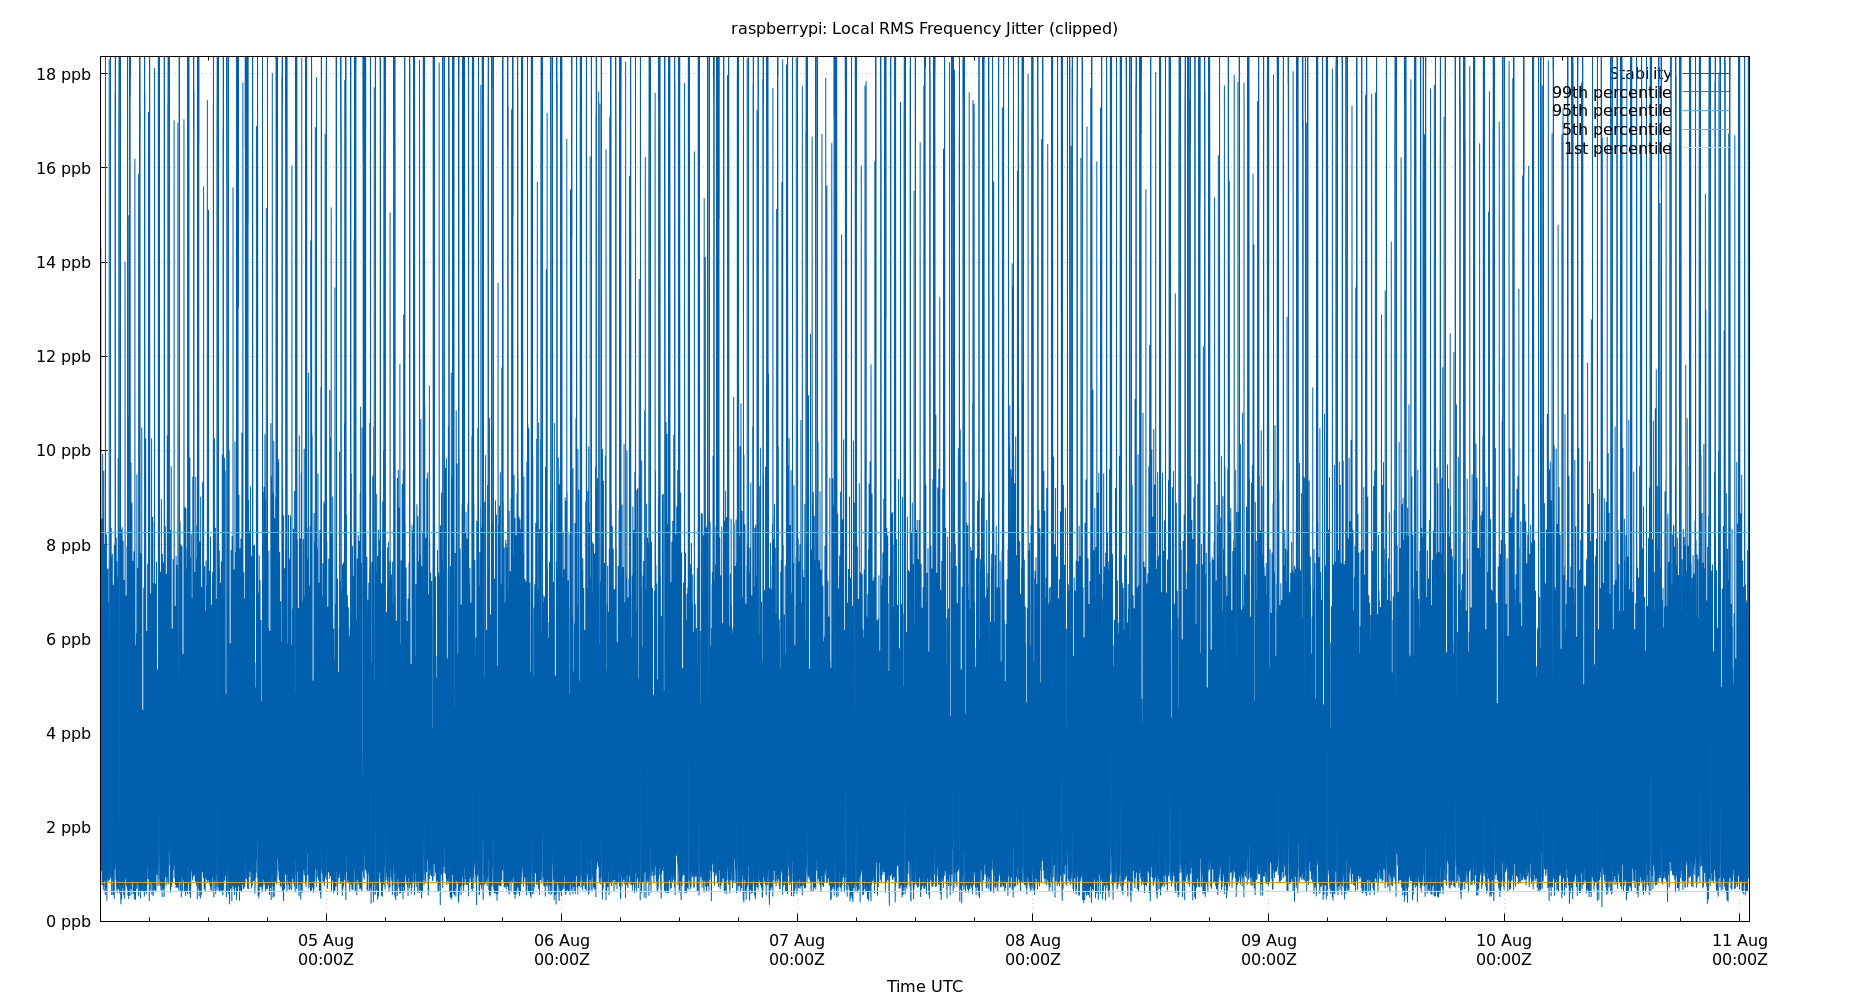 raspberrypi: Local RMS Frequency Jitter (clipped)
18 ppb
16 ppb
14 ppb
12 ppb
10 ppb
8 ppb
6 ppb
4 ppb
2 ppb
0 ppb
Stability
99th percentile
95th percentile
5th percentile
1st percentile
05 Aug
00:00Z
06 Aug
00:00Z
07 Aug
00:00Z
08 Aug
00:00Z
09 Aug
00:00Z
10 Aug
00:00Z
11 Aug
00:00Z
Time UTC